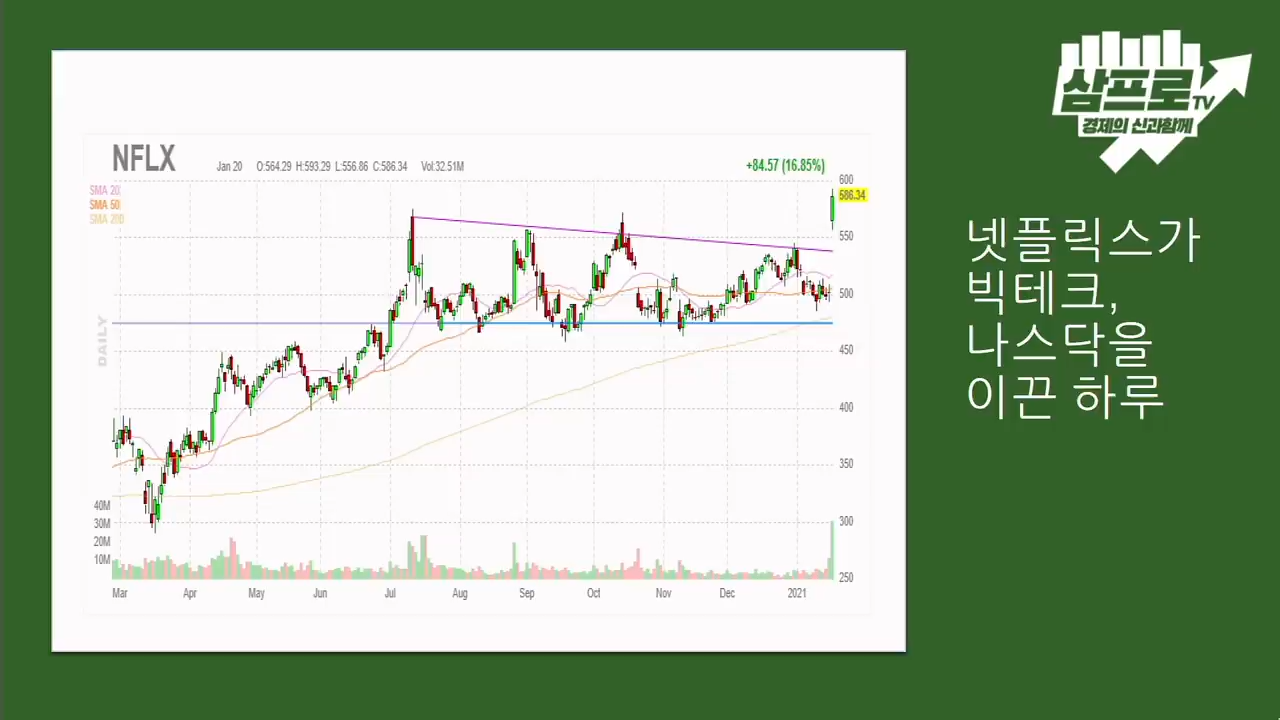 삼프로TV
경제의 신과함께
NFLX
Jan 20 O:564.29 H:593.29 L:556.86 C:586.34 Vol:32.51M
+84.57 (16.85%)
SMA 20
SMA 50
SMA 200
DAILY
600
586.34
550
500
450
400
350
300
250
40M
30M
20M
10M
Mar Apr May Jun Jul Aug Sep Oct Nov Dec 2021
넷플릭스가
빅테크,
나스닥을
이끈 하루